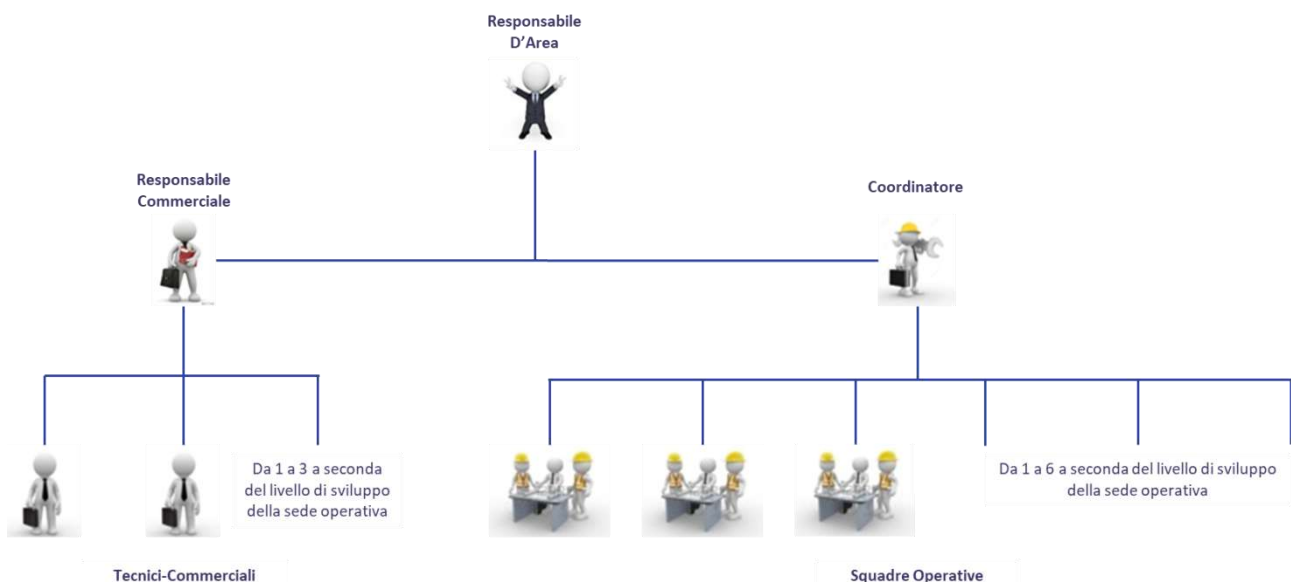 Responsabile
D'Area
Responsabile
Commerciale
Coordinatore
Da 1 a 3 a seconda
del livello di sviluppo
della sede operativa
Da 1 a 6 a seconda del livello di sviluppo
della sede operativa
Tecnici-Commerciali
Squadre Operative